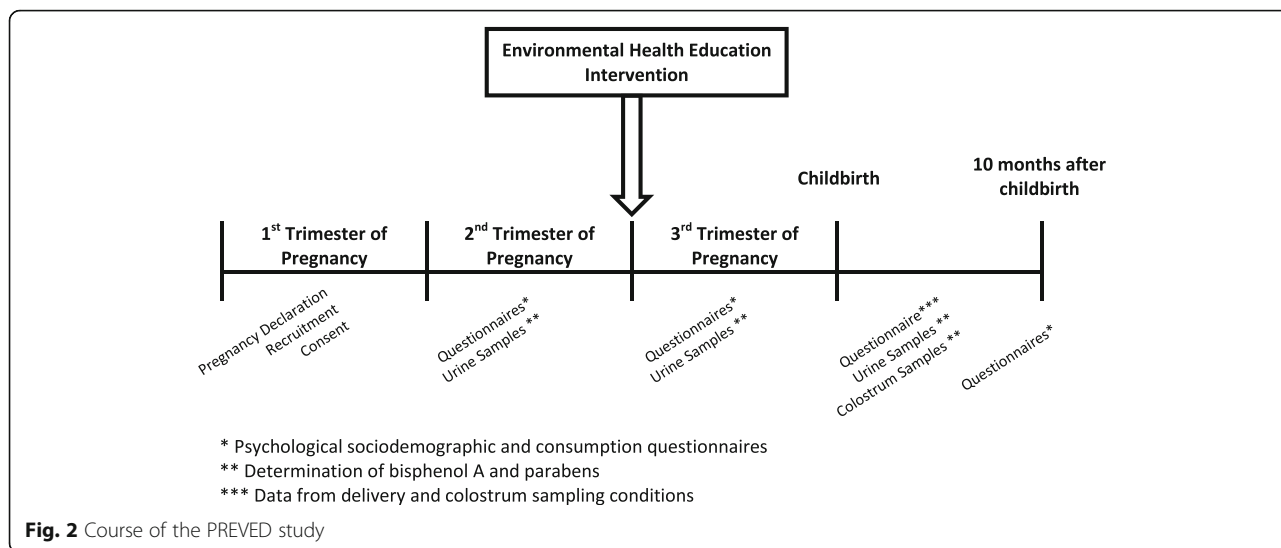 Environmental Health Education
Intervention
Childbirth
10 months after
childbirth
1st Trimester of
Pregnancy
2nd Trimester of
Pregnancy
3rd Trimester of
Pregnancy
Pregnancy Declaration
Recruitment
Consent
Questionnaires*
Urine Samples **
Questionnaires*
Urine Samples **
Questionnaire***
Urine Samples **
Colostrum Samples **
Questionnaires*
* Psychological sociodemographic and consumption questionnaires
** Determination of bisphenol A and parabens
*** Data from delivery and colostrum sampling conditions
Fig. 2 Course of the PREVED study